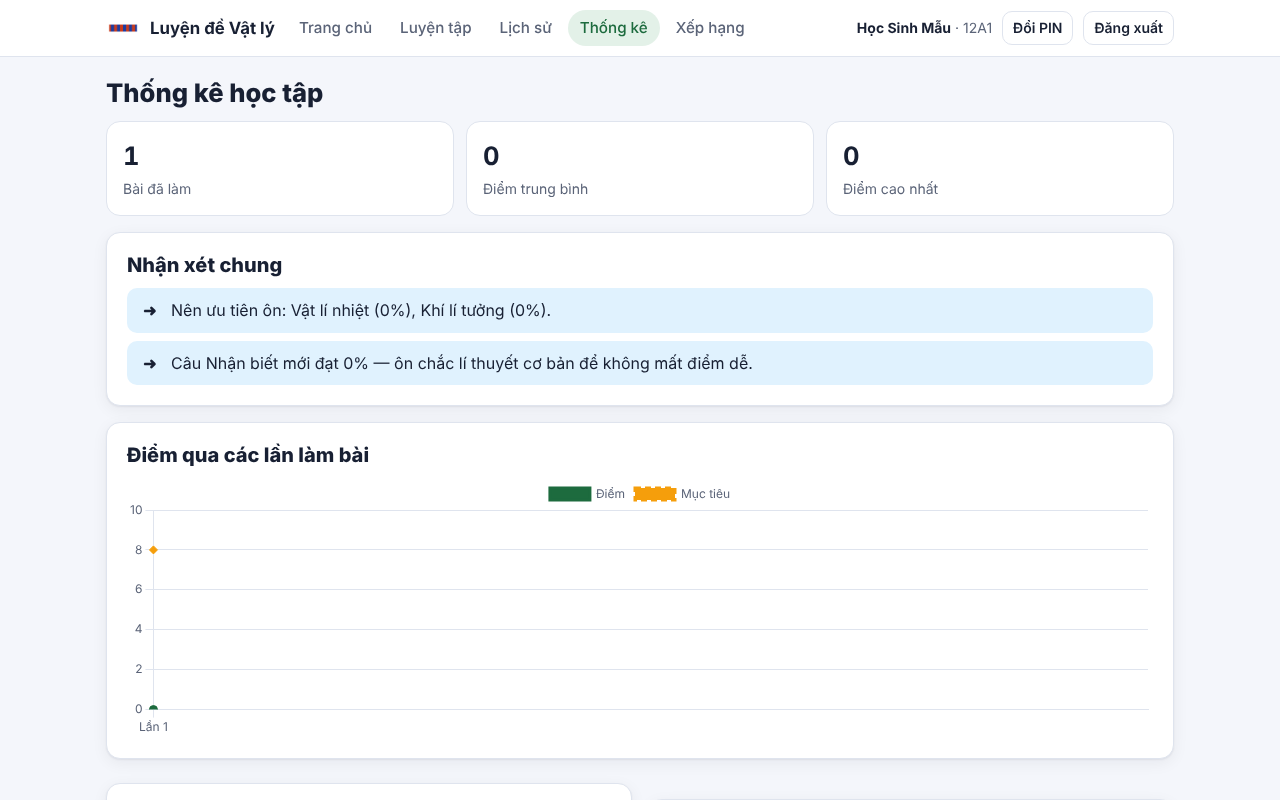 Luyện đề Vật lý Trang chủ Luyện tập Lịch sử Thống kê Xếp hạng Học Sinh Mẫu · 12A1 Đổi PIN Đăng xuất
Thống kê học tập
1 0 0
Bài đã làm Điểm trung bình Điểm cao nhất
Nhận xét chung
➜ Nên ưu tiên ôn: Vật lí nhiệt (0%), Khí lí tưởng (0%).
➜ Câu Nhận biết mới đạt 0% — ôn chắc lí thuyết cơ bản để không mất điểm dễ.
Điểm qua các lần làm bài
Điểm Mục tiêu
10
8
6
4
2
0
Lần 1